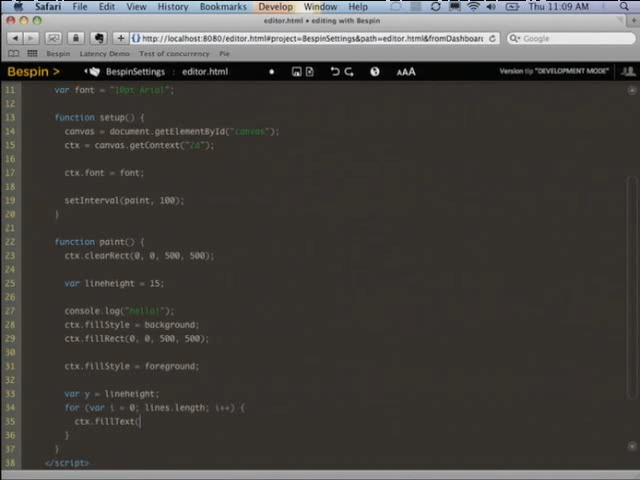 Safari File Edit View History Bookmarks Develop Window Help Thu 11:09 AM
editor.html • editing with Bespin
http://localhost:8080/editor.html#project=BespinSettings&path=editor.html&fromDashboar Google
Bespin Latency Demo Test of concurrency Pie
Bespin > BespinSettings : editor.html AAA Version tip "DEVELOPMENT MODE"
11 var font = "10pt Arial";
12
13 function setup() {
14 canvas = document.getElementById("canvas");
15 ctx = canvas.getContext("2d");
16
17 ctx.font = font;
18
19 setInterval(paint, 100);
20 }
21
22 function paint() {
23 ctx.clearRect(0, 0, 500, 500);
24
25 var lineheight = 15;
26
27 console.log("hello!");
28 ctx.fillStyle = background;
29 ctx.fillRect(0, 0, 500, 500);
30
31 ctx.fillStyle = foreground;
32
33 var y = lineheight;
34 for (var i = 0; lines.length; i++) {
35 ctx.fillText(
36 }
37 }
38 </script>